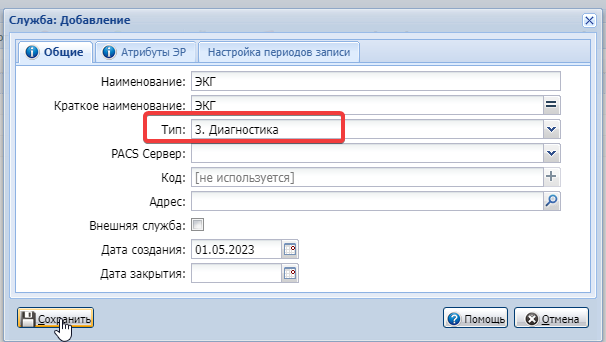 Служба: Добавление
Общие
Атрибуты ЭР
Настройка периодов записи
Наименование: ЭКГ
Краткое наименование: ЭКГ
Тип: 3. Диагностика
PACS Сервер:
Код: [не используется]
Адрес:
Внешняя служба:
Дата создания: 01.05.2023
Дата закрытия:
Сохранить
Помощь
Отмена